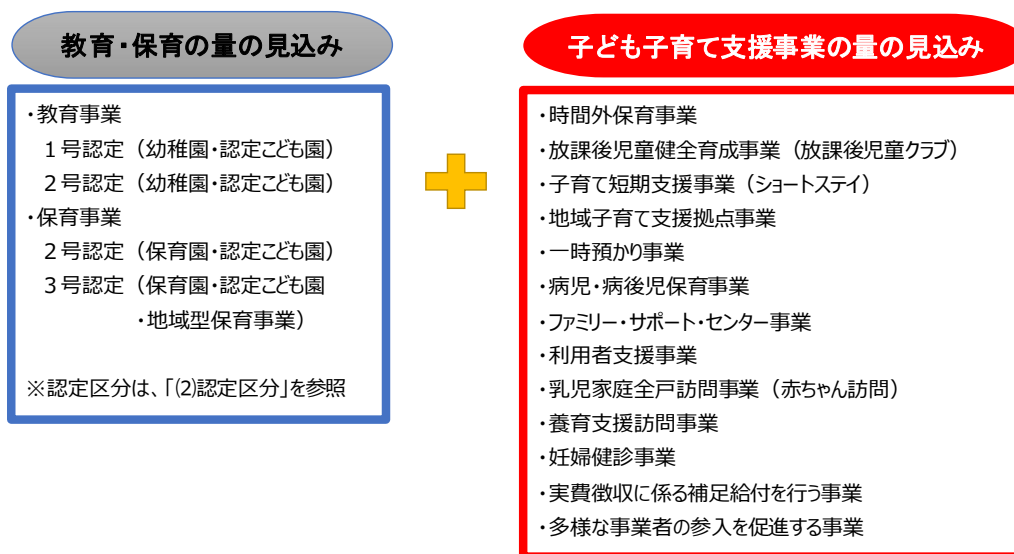 教育・保育の量の見込み
・教育事業
１号認定（幼稚園・認定こども園）
２号認定（幼稚園・認定こども園）
・保育事業
２号認定（保育園・認定こども園）
３号認定（保育園・認定こども園
・地域型保育事業）
※認定区分は、「(2)認定区分」を参照
子ども子育て支援事業の量の見込み
・時間外保育事業
・放課後児童健全育成事業（放課後児童クラブ）
・子育て短期支援事業（ショートステイ）
・地域子育て支援拠点事業
・一時預かり事業
・病児・病後児保育事業
・ファミリー・サポート・センター事業
・利用者支援事業
・乳児家庭全戸訪問事業（赤ちゃん訪問）
・養育支援訪問事業
・妊婦健診事業
・実費徴収に係る補足給付を行う事業
・多様な事業者の参入を促進する事業